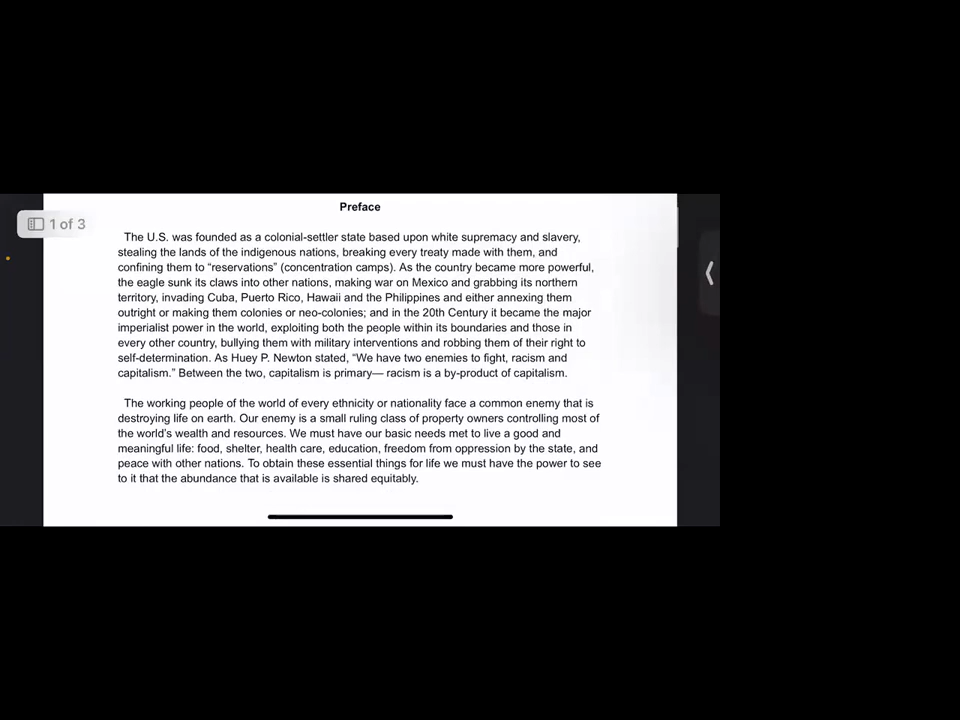 Preface
1 of 3
The U.S. was founded as a colonial-settler state based upon white supremacy and slavery,
stealing the lands of the indigenous nations, breaking every treaty made with them, and
confining them to “reservations” (concentration camps). As the country became more powerful,
the eagle sunk its claws into other nations, making war on Mexico and grabbing its northern
territory, invading Cuba, Puerto Rico, Hawaii and the Philippines and either annexing them
outright or making them colonies or neo-colonies; and in the 20th Century it became the major
imperialist power in the world, exploiting both the people within its boundaries and those in
every other country, bullying them with military interventions and robbing them of their right to
self-determination. As Huey P. Newton stated, “We have two enemies to fight, racism and
capitalism.” Between the two, capitalism is primary— racism is a by-product of capitalism.
The working people of the world of every ethnicity or nationality face a common enemy that is
destroying life on earth. Our enemy is a small ruling class of property owners controlling most of
the world’s wealth and resources. We must have our basic needs met to live a good and
meaningful life: food, shelter, health care, education, freedom from oppression by the state, and
peace with other nations. To obtain these essential things for life we must have the power to see
to it that the abundance that is available is shared equitably.